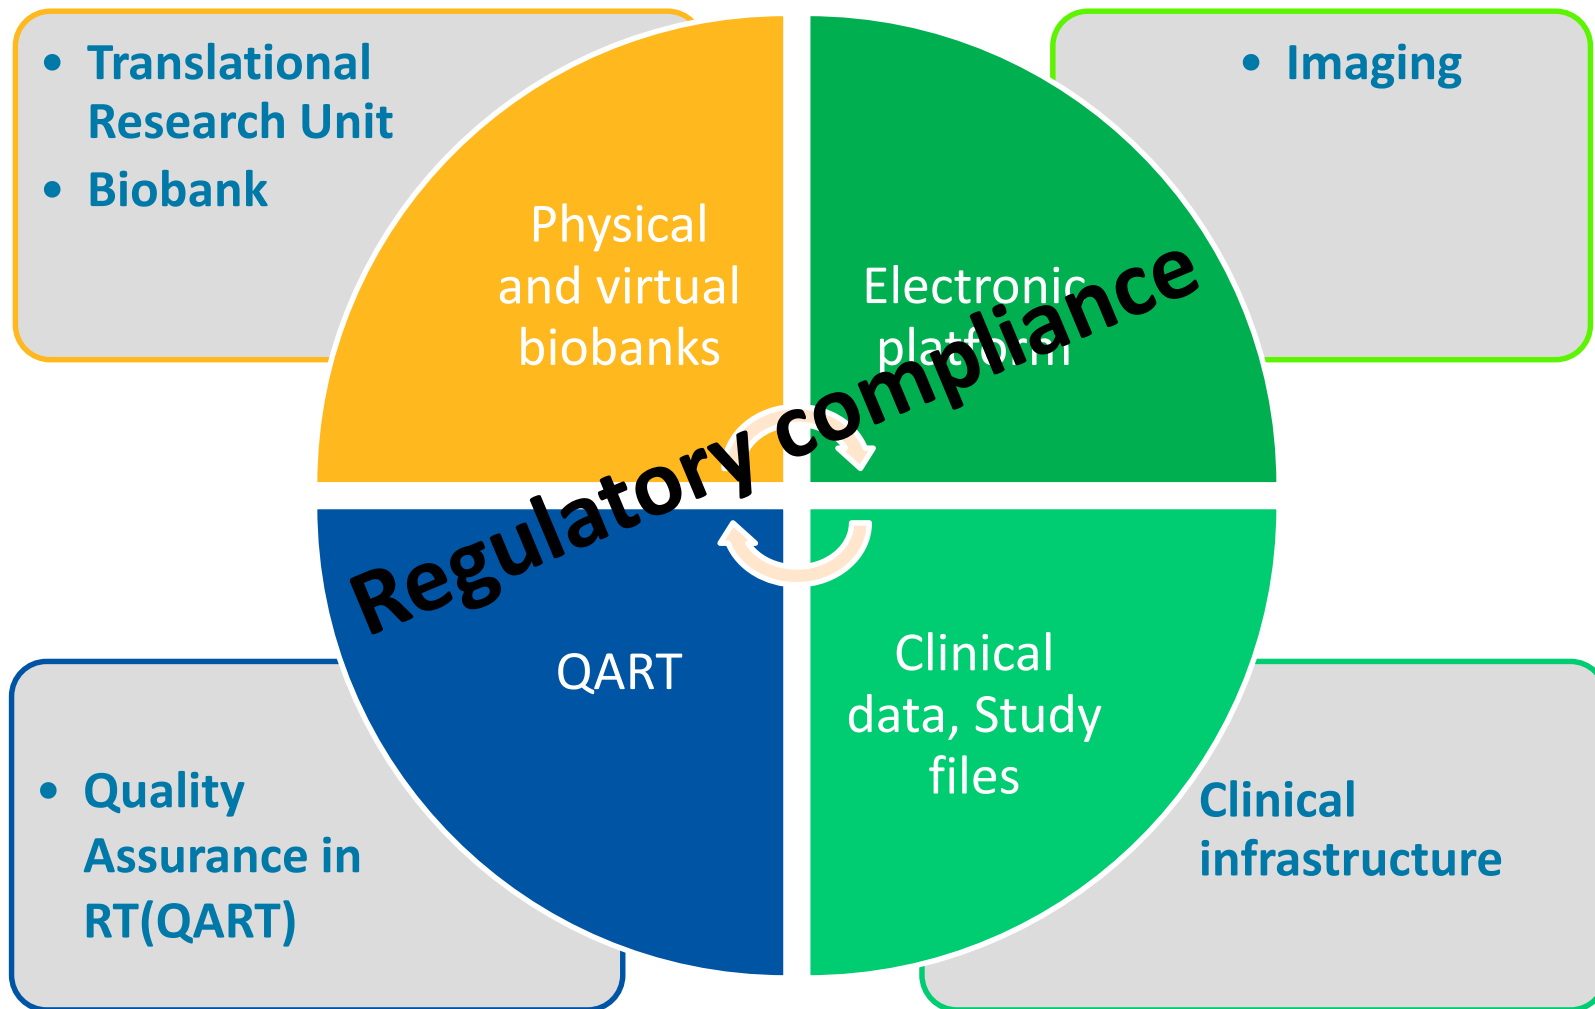 • Translational
Research Unit
• Biobank
Physical
and virtual
biobanks
Electronic
platform
• Imaging
Regulatory compliance
QART
Clinical
data, Study
files
• Quality
Assurance in
RT(QART)
Clinical
infrastructure